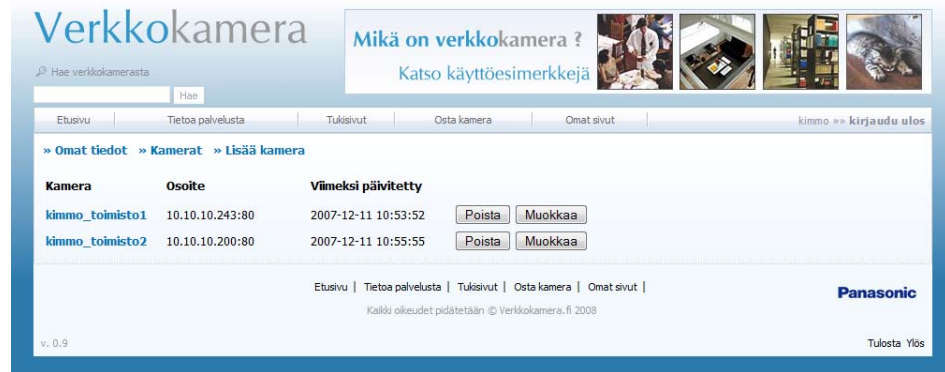 Verkkokamera
Mikä on verkkokamera ?
Katso käyttöesimerkkejä
Hae verkkokamerasta
Hae
Etusivu Tietoa palvelusta Tukisivut Osta kamera Omat sivut kimmo »» kirjaudu ulos
» Omat tiedot » Kamerat » Lisää kamera
Kamera Osoite Viimeksi päivitetty
kimmo_toimisto1 10.10.10.243:80 2007-12-11 10:53:52 Poista Muokkaa
kimmo_toimisto2 10.10.10.200:80 2007-12-11 10:55:55 Poista Muokkaa
Etusivu | Tietoa palvelusta | Tukisivut | Osta kamera | Omat sivut |
Panasonic
Kaikki oikeudet pidätetään © Verkkokamera.fi 2008
v. 0.9 Tulosta Ylös